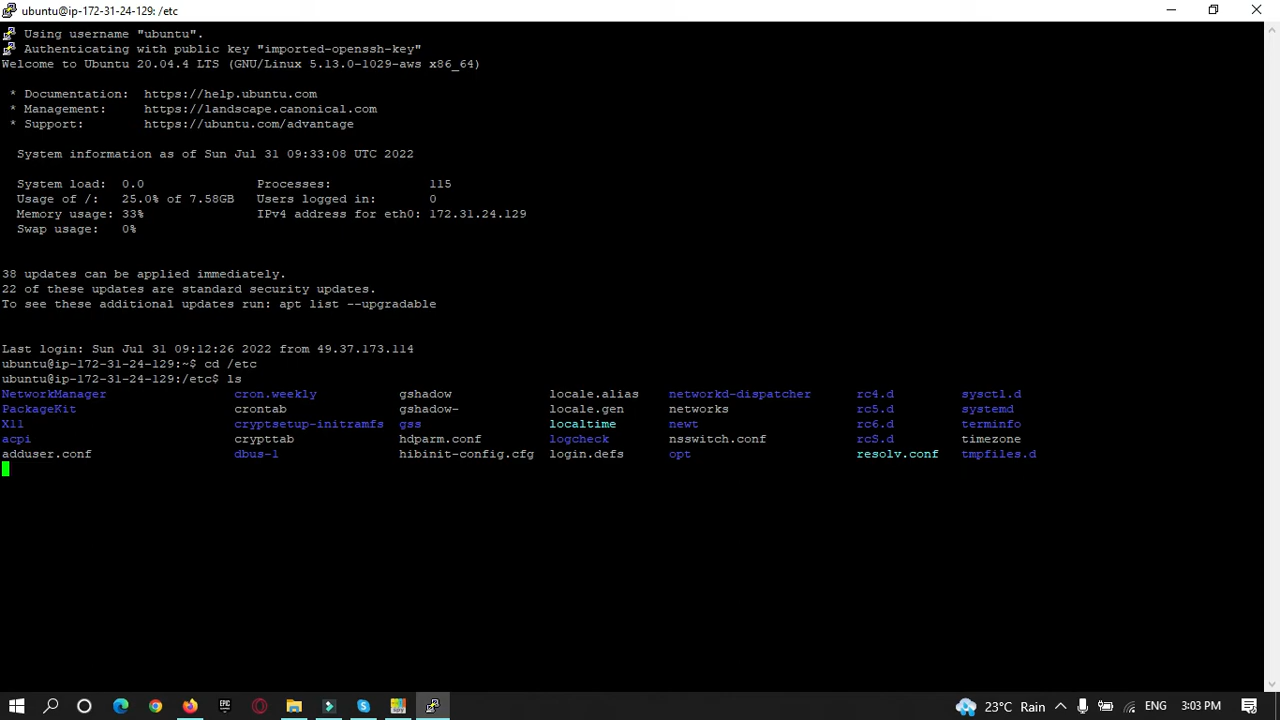 ubuntu@ip-172-31-24-129: /etc
Using username "ubuntu".
Authenticating with public key "imported-openssh-key"
Welcome to Ubuntu 20.04.4 LTS (GNU/Linux 5.13.0-1029-aws x86_64)
* Documentation:  https://help.ubuntu.com
* Management:     https://landscape.canonical.com
* Support:        https://ubuntu.com/advantage
System information as of Sun Jul 31 09:33:08 UTC 2022
System load:  0.0                Processes:             115
Usage of /:   25.0% of 7.58GB   Users logged in:       0
Memory usage: 33%                IPv4 address for eth0: 172.31.24.129
Swap usage:   0%
38 updates can be applied immediately.
22 of these updates are standard security updates.
To see these additional updates run: apt list --upgradable
Last login: Sun Jul 31 09:12:26 2022 from 49.37.173.114
ubuntu@ip-172-31-24-129:~$ cd /etc
ubuntu@ip-172-31-24-129:/etc$ ls
NetworkManager cron.weekly gshadow locale.alias networkd-dispatcher rc4.d sysctl.d
PackageKit crontab gshadow- locale.gen networks rc5.d systemd
X11 cryptsetup-initramfs gss localtime newt rc6.d terminfo
acpi crypttab hdparm.conf logcheck nsswitch.conf rcS.d timezone
adduser.conf dbus-1 hibinit-config.cfg login.defs opt resolv.conf tmpfiles.d
EPIC
23°C Rain ENG 3:03 PM